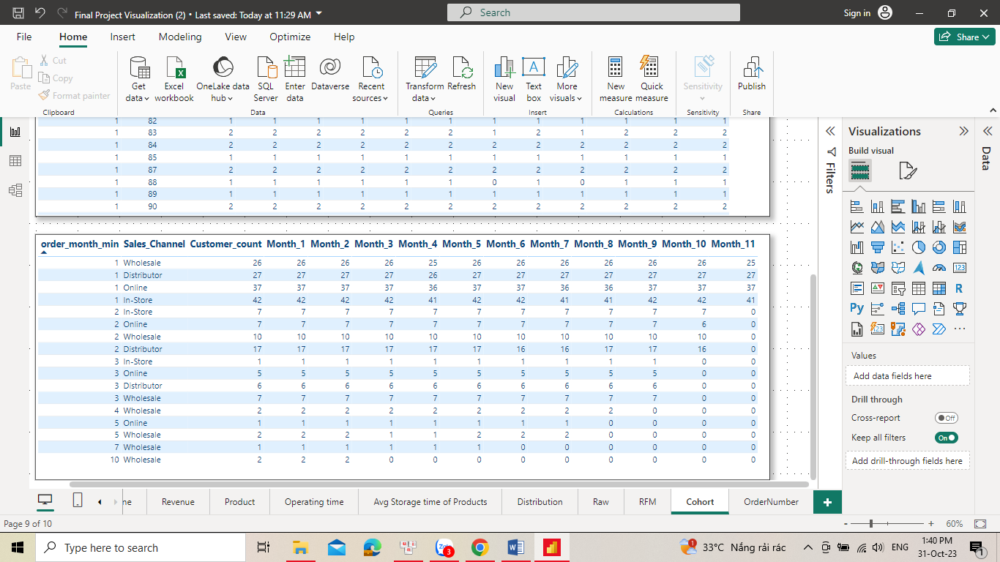 Final Project Visualization (2) • Last saved: Today at 11:29 AM
Search
Sign in
File Home Insert Modeling View Optimize Help
Share
Paste
Cut
Copy
Format painter
Get data
Excel workbook
OneLake data hub
SQL Server
Enter data
Dataverse
Recent sources
Transform data
Refresh
New visual
Text box
More visuals
New measure
Quick measure
Sensitivity
Publish
Clipboard Data Queries Insert Calculations Sensitivity Share
1 82 1 1 1 1 1 1 1 1 1 1 1 1
1 83 2 2 2 2 2 2 1 2 1 2 2 2
1 84 2 2 2 2 2 2 2 2 2 2 2 2
1 85 1 1 1 1 1 1 1 1 1 1 1 1
1 87 2 2 2 2 2 2 2 2 2 2 2 2
1 88 1 1 1 1 1 1 0 1 0 1 1 1
1 89 1 1 1 1 1 1 1 1 1 1 1 1
1 90 2 2 2 2 2 2 2 2 2 2 2 2
order_month_min Sales_Channel Customer_count Month_1 Month_2 Month_3 Month_4 Month_5 Month_6 Month_7 Month_8 Month_9 Month_10 Month_11
1 Wholesale 26 26 26 26 25 26 26 26 26 26 26 25
1 Distributor 27 27 27 27 26 27 27 27 27 27 27 27
1 Online 37 37 37 37 36 37 37 36 36 37 37 37
1 In-Store 42 42 42 42 41 42 42 41 41 42 42 41
2 In-Store 7 7 7 7 7 7 7 7 7 7 7 0
2 Online 7 7 7 7 7 7 7 7 7 7 6 0
2 Wholesale 10 10 10 10 10 10 10 10 10 10 10 0
2 Distributor 17 17 17 17 17 17 16 16 17 17 16 0
3 In-Store 1 1 1 1 1 1 1 1 1 1 0 0
3 Online 5 5 5 5 5 5 5 5 5 5 0 0
3 Distributor 6 6 6 6 6 6 6 6 6 6 0 0
3 Wholesale 7 7 7 7 7 7 7 7 7 7 0 0
4 Wholesale 2 2 2 2 2 2 2 2 2 0 0 0
5 Online 1 1 1 1 1 1 1 1 0 0 0 0
5 Wholesale 2 2 2 1 1 2 2 2 0 0 0 0
7 Wholesale 1 1 1 1 1 1 0 0 0 0 0 0
10 Wholesale 2 2 2 0 0 0 0 0 0 0 0 0
Filters
Visualizations
Build visual
123
R
Py
Values
Add data fields here
Drill through
Cross-report Off
Keep all filters On
Add drill-through fields here
Data
ne Revenue Product Operating time Avg Storage time of Products Distribution Raw RFM Cohort OrderNumber +
Page 9 of 10
- + 60%
Type here to search
Zalo
3
1
33°C Nắng rải rác
ENG
1:40 PM
31-Oct-23
1